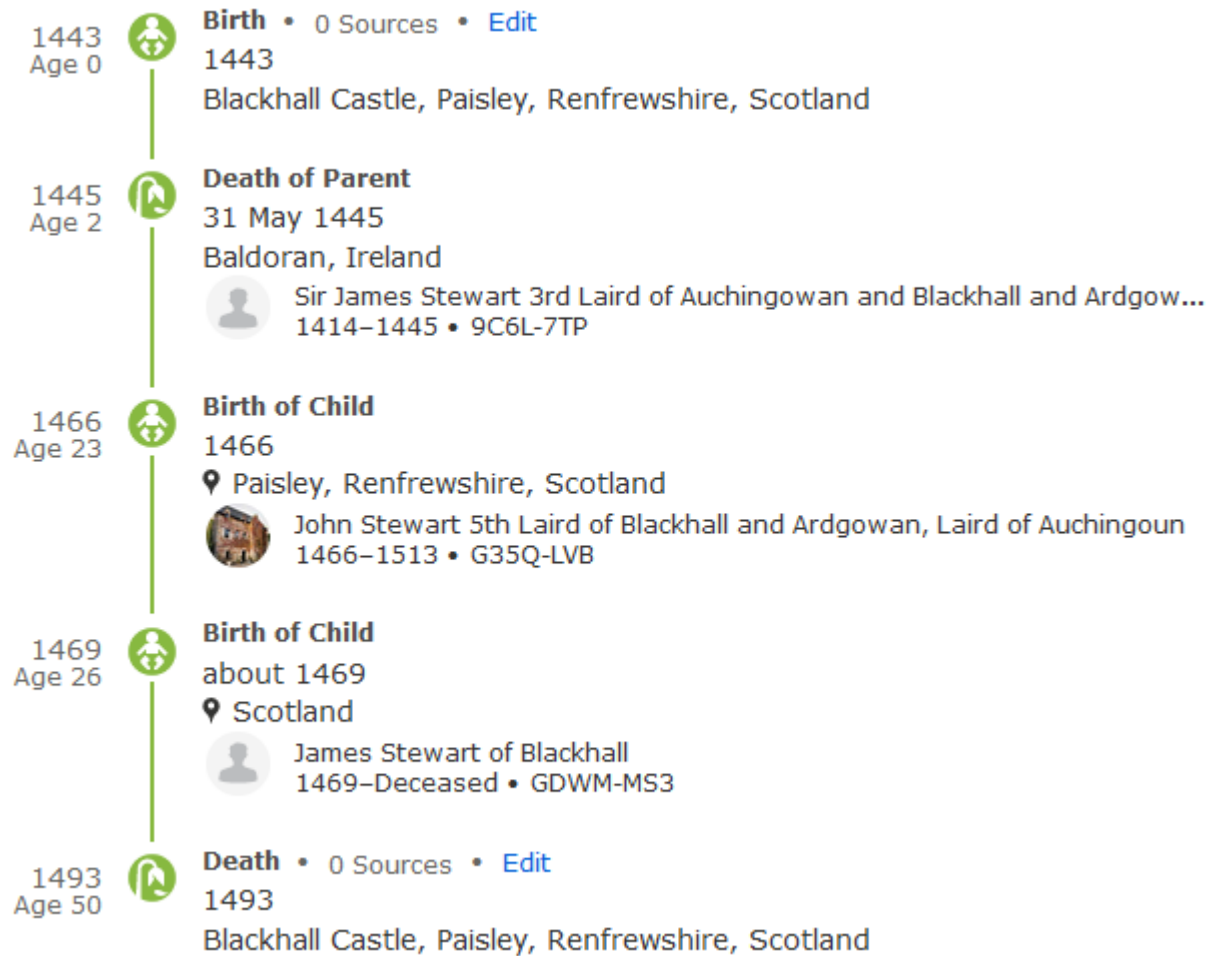 1443
Age 0
Birth • 0 Sources • Edit
1443
Blackhall Castle, Paisley, Renfrewshire, Scotland
1445
Age 2
Death of Parent
31 May 1445
Baldoran, Ireland
Sir James Stewart 3rd Laird of Auchingowan and Blackhall and Ardgow...
1414–1445 • 9C6L-7TP
1466
Age 23
Birth of Child
1466
Paisley, Renfrewshire, Scotland
John Stewart 5th Laird of Blackhall and Ardgowan, Laird of Auchingoun
1466–1513 • G35Q-LVB
1469
Age 26
Birth of Child
about 1469
Scotland
James Stewart of Blackhall
1469–Deceased • GDWM-MS3
1493
Age 50
Death • 0 Sources • Edit
1493
Blackhall Castle, Paisley, Renfrewshire, Scotland